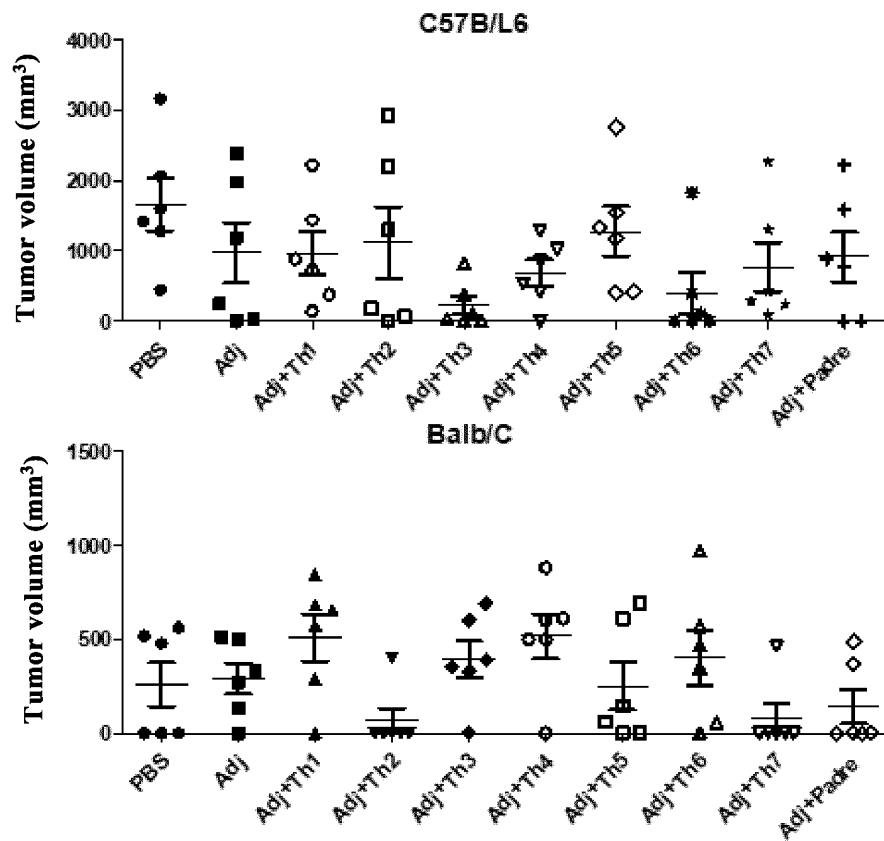 C57B/L6
Tumor volume (mm³)
4000
3000
2000
1000
0
PBS
Adj
Adj+Th1
Adj+Th2
Adj+Th3
Adj+Th4
Adj+Th5
Adj+Th6
Adj+Th7
Adj+Padre
Balb/C
Tumor volume (mm³)
1500
1000
500
0
PBS
Adj
Adj+Th1
Adj+Th2
Adj+Th3
Adj+Th4
Adj+Th5
Adj+Th6
Adj+Th7
Adj+Padre